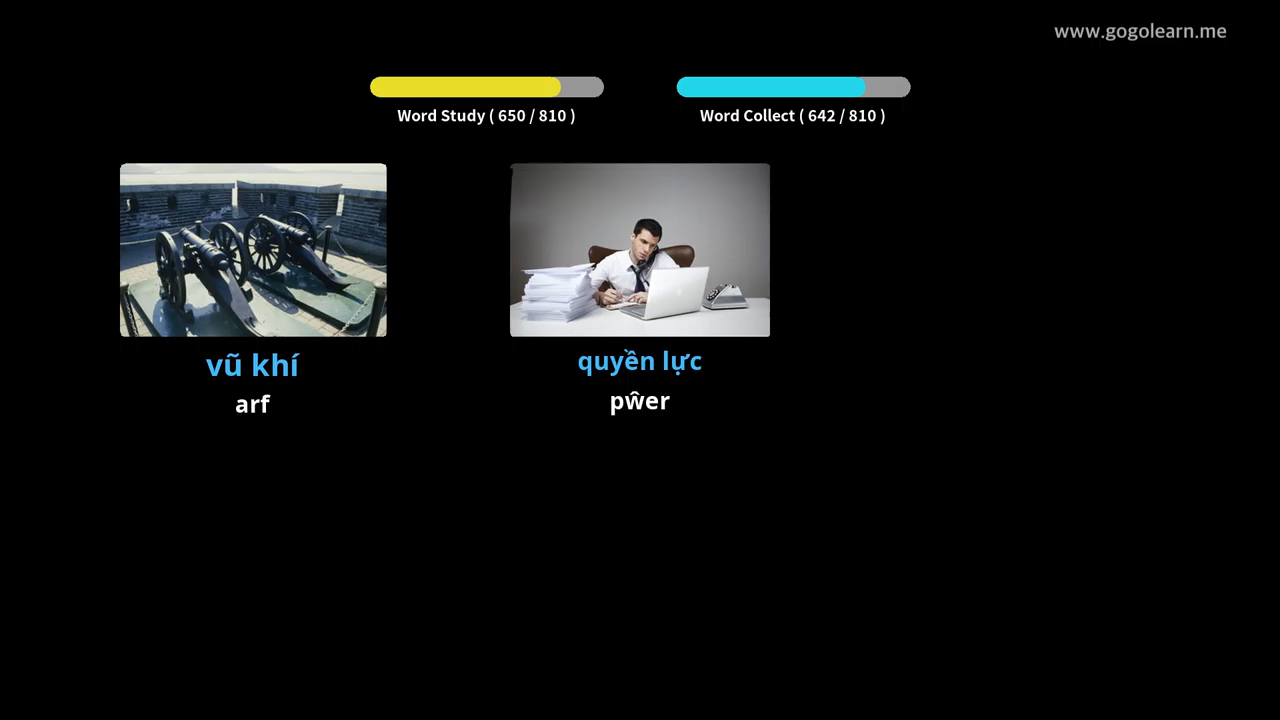 www.gogolearn.me
Word Study ( 650 / 810 )
Word Collect ( 642 / 810 )
vũ khí
arf
quyền lực
pŵer